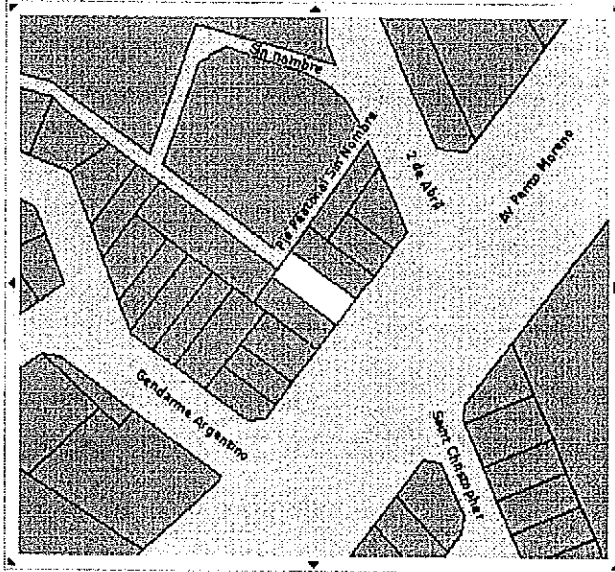 Sin nombre
Pje Peatonal Sin Nombre
2 de Abril
Av Perito Moreno
Gendarme Argentino
Saint Christopher